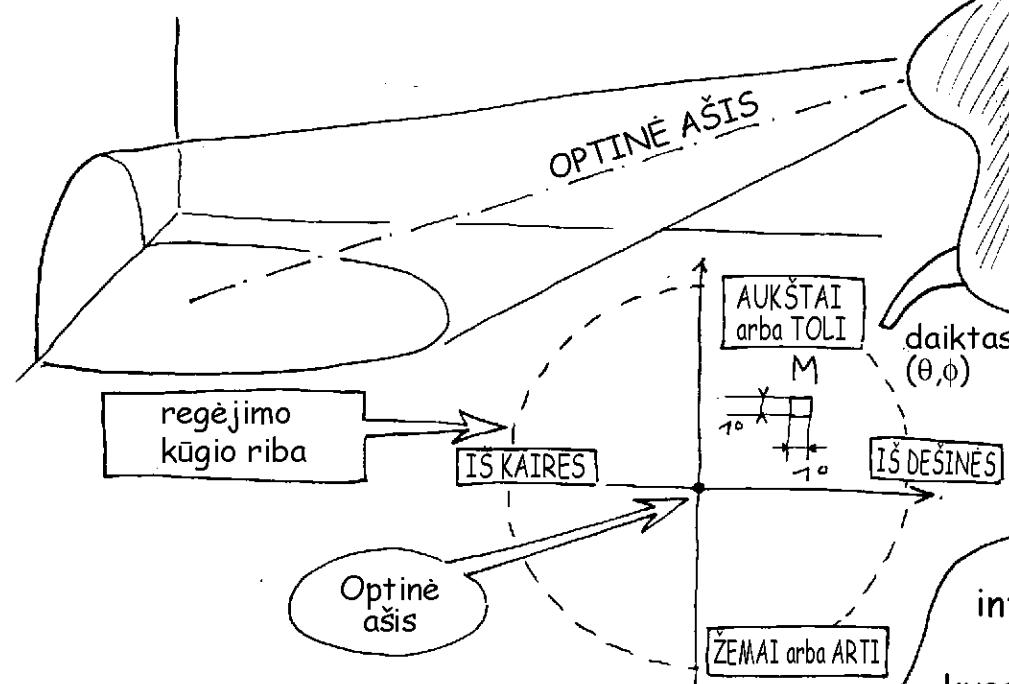 OPTINĖ AŠIS
AUKŠTAI
arba TOLI
daiktas
(θ,ϕ)
M
1°
1°
regėjimo
kūgio riba
IŠ KAIRĖS
IŠ DEŠINĖS
Optinė
ašis
ŽEMAI arba ARTI